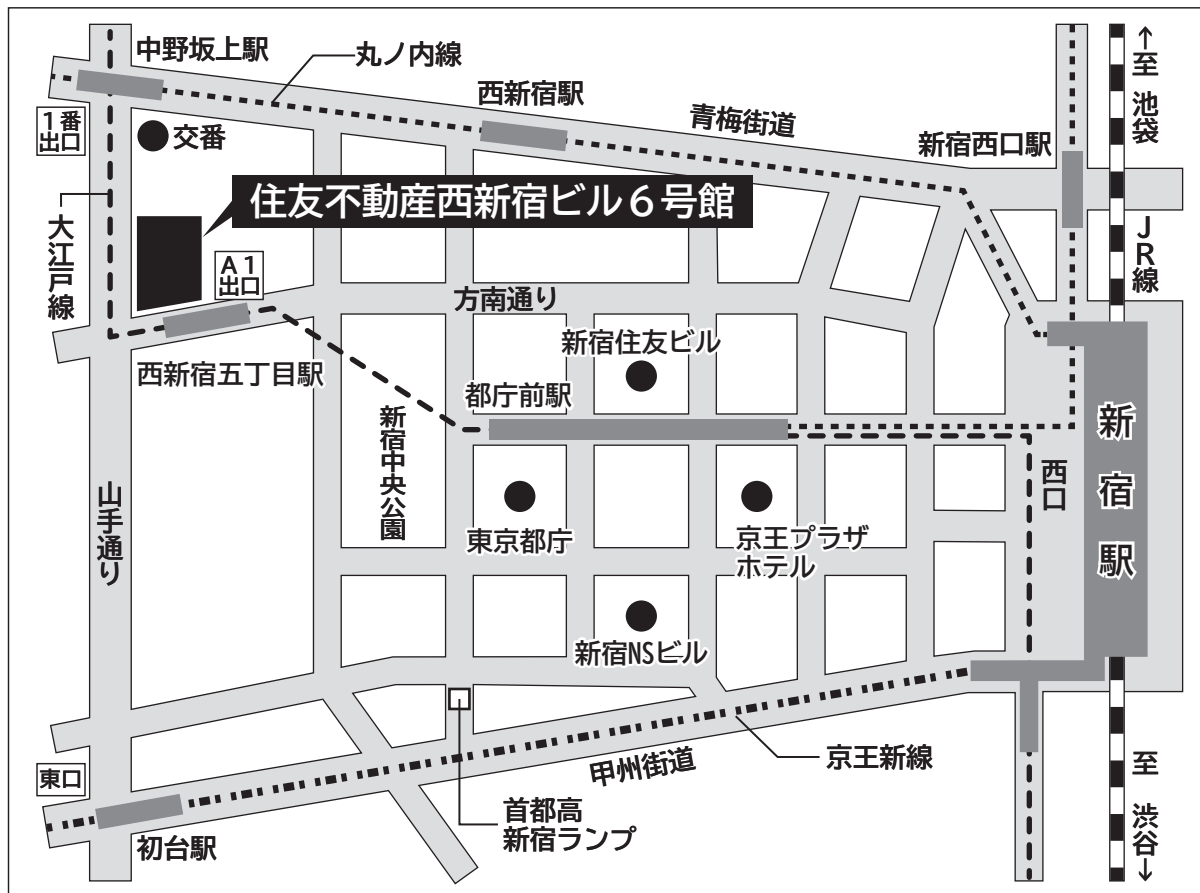 中野坂上駅
丸ノ内線
西新宿駅
青梅街道
新宿西口駅
↑至 池袋
1番
出口
交番
住友不動産西新宿ビル6号館
大江戸線
A1
出口
JR線
方南通り
新宿住友ビル
西新宿五丁目駅
都庁前駅
新宿中央公園
新宿駅
西口
山手通り
東京都庁
京王プラザ
ホテル
新宿NSビル
京王新線
甲州街道
東口
初台駅
首都高
新宿ランプ
至 渋谷↓